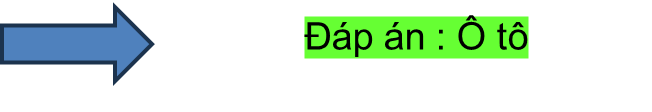 Đáp án : Ô tô